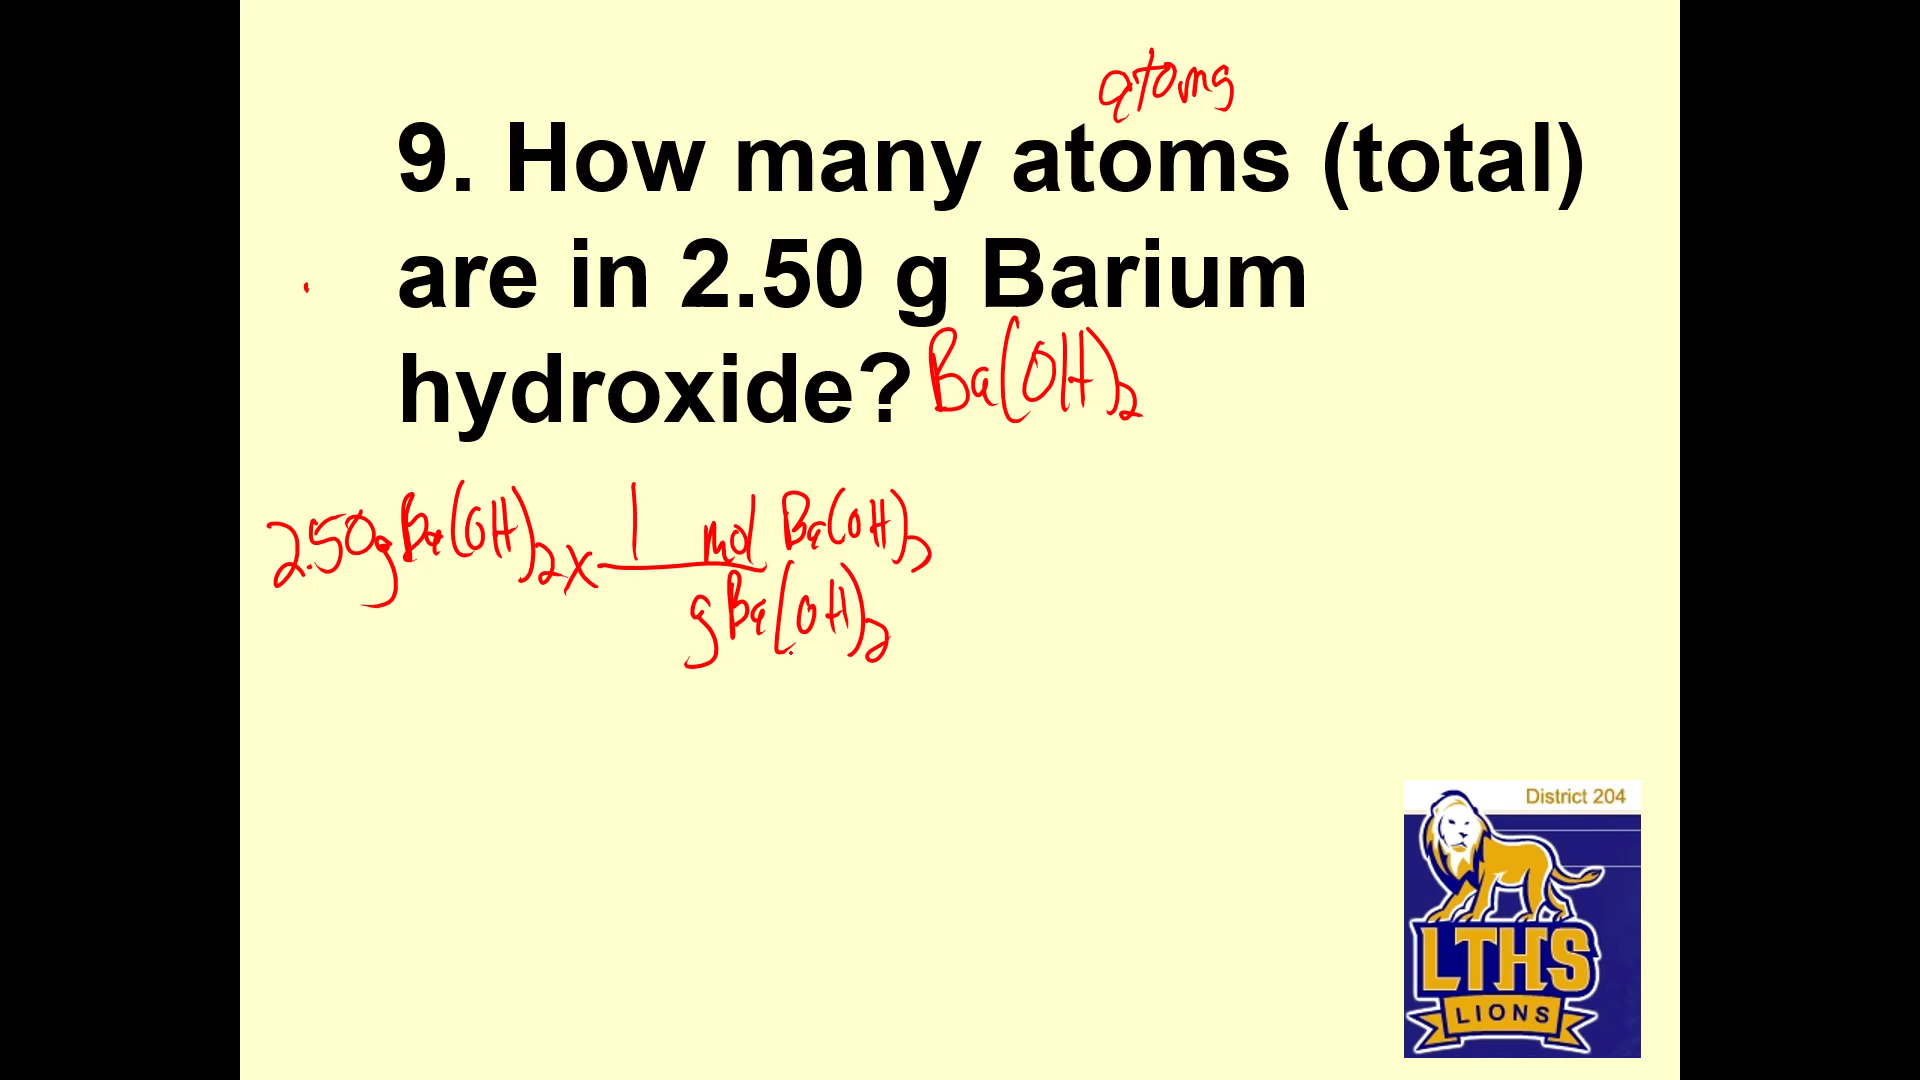 atoms
9. How many atoms (total)
are in 2.50 g Barium
hydroxide? Ba(OH)₂
2.50g Ba(OH)₂ x 1 mol Ba(OH)₂
g Ba(OH)₂
District 204
LTHS
LIONS